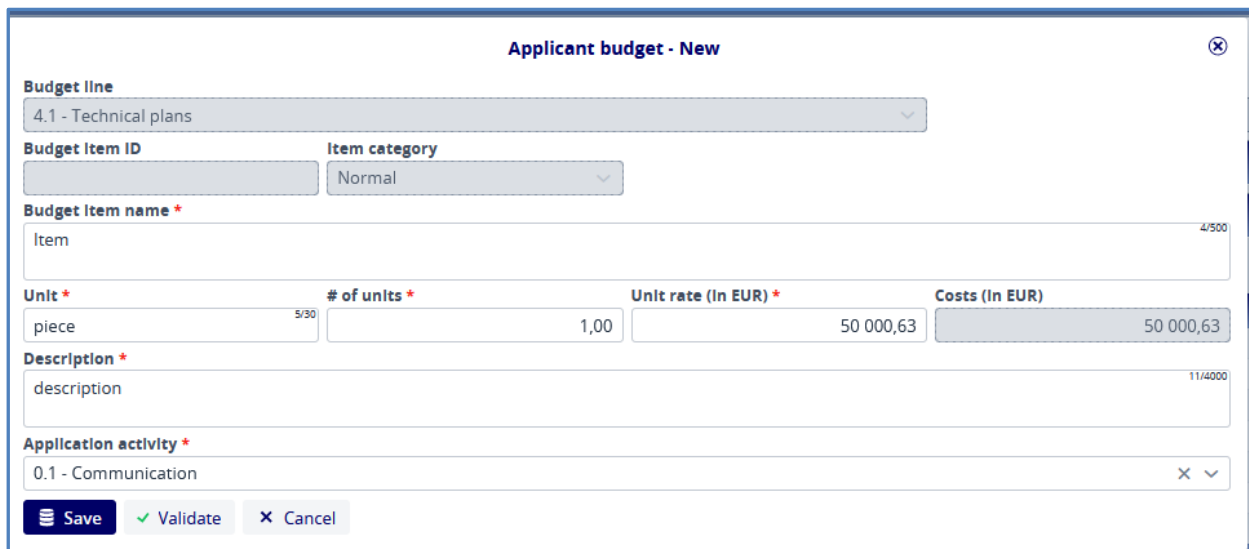 Applicant budget - New
Budget line
4.1 - Technical plans
Budget Item ID Item category
Normal
Budget Item name *
Item 4/500
Unit * # of units * Unit rate (in EUR) * Costs (in EUR)
piece 5/30 1,00 50 000,63 50 000,63
Description *
description 11/4000
Application activity *
0.1 - Communication
Save Validate Cancel